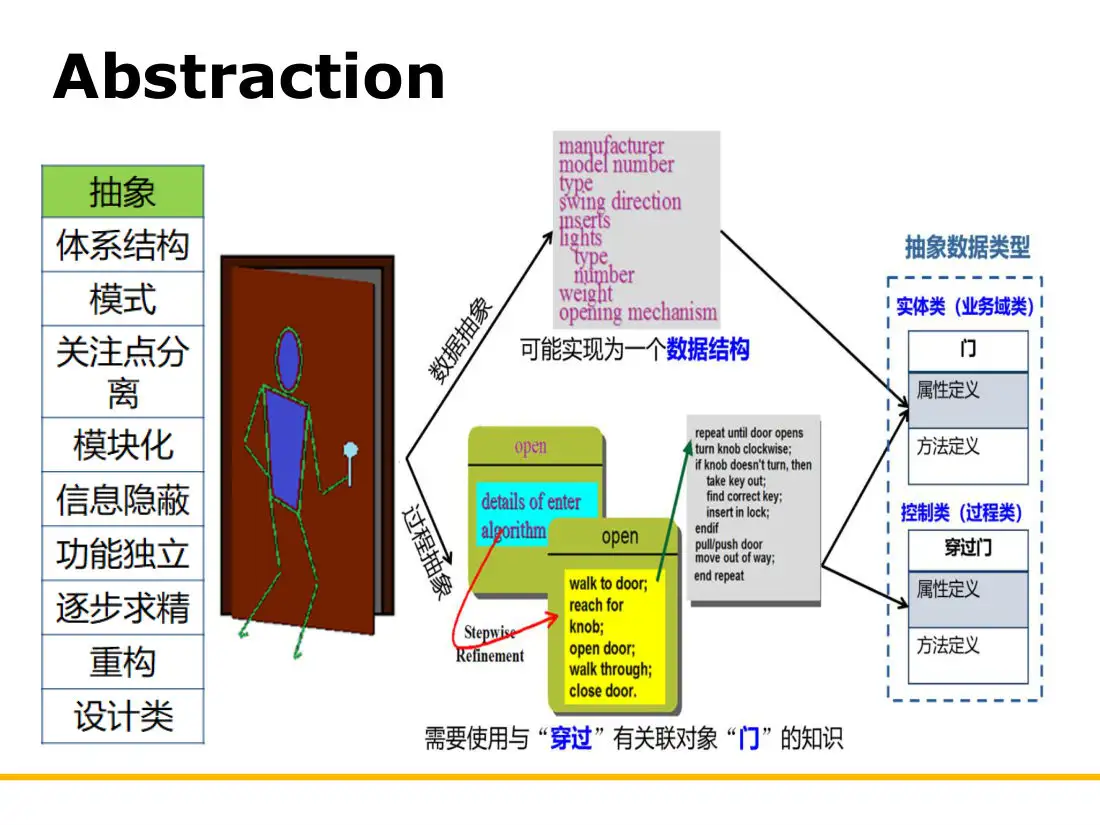 Abstraction
抽象
体系结构
模式
关注点分
离
模块化
信息隐蔽
功能独立
逐步求精
重构
设计类
数据抽象
过程抽象
manufacturer
model number
type
swing direction
inserts
lights
type
number
weight
opening mechanism
可能实现为一个数据结构
open
details of enter
algorithm
Stepwise
Refinement
open
walk to door;
reach for
knob;
open door;
walk through;
close door.
repeat until door opens
turn knob clockwise;
if knob doesn't turn, then
take key out;
find correct key;
insert in lock;
endif
pull/push door
move out of way;
end repeat
需要使用与“穿过”有关联对象“门”的知识
抽象数据类型
实体类（业务域类）
门
属性定义
方法定义
控制类（过程类）
穿过门
属性定义
方法定义